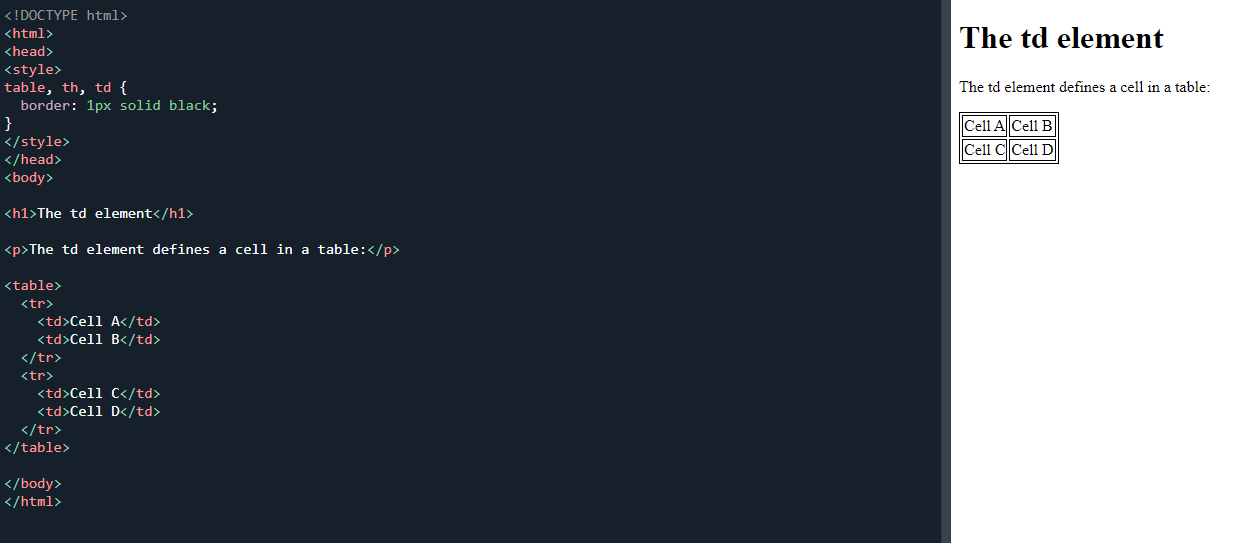 <!DOCTYPE html>
<html>
<head>
<style>
table, th, td {
  border: 1px solid black;
}
</style>
</head>
<body>

<h1>The td element</h1>

<p>The td element defines a cell in a table:</p>

<table>
  <tr>
    <td>Cell A</td>
    <td>Cell B</td>
  </tr>
  <tr>
    <td>Cell C</td>
    <td>Cell D</td>
  </tr>
</table>

</body>
</html>
The td element
The td element defines a cell in a table:
Cell A Cell B
Cell C Cell D